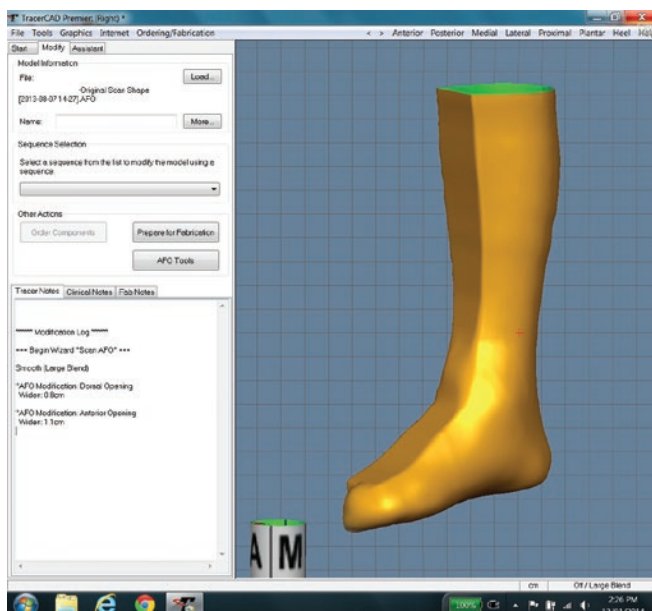 TracerCAD Premier: (Right) *
File Tools Graphics Internet Ordering/Fabrication < > Anterior Posterior Medial Lateral Proximal Plantar Heel
Start Modify Assistant
Model Information
File:
-Original Scan Shape
Load...
[2013-08-07 14-27].AFO
Name:
More...
Sequence Selection
Select a sequence from the list to modify the model using a
sequence
Other Actions
Order Components Prepare for Fabrication
AFO Tools
Tracer Notes Clinical Notes Fab Notes
***** Modification Log *****
*** Begin Wizard "Scan AFO" ***
Smooth (Large Blend)
*AFO Modification: Dorsal Opening
Wider: 0.8cm
*AFO Modification: Anterior Opening
Wider: 1.1cm
A M
cm Off / Large Blend
100%
2:26 PM